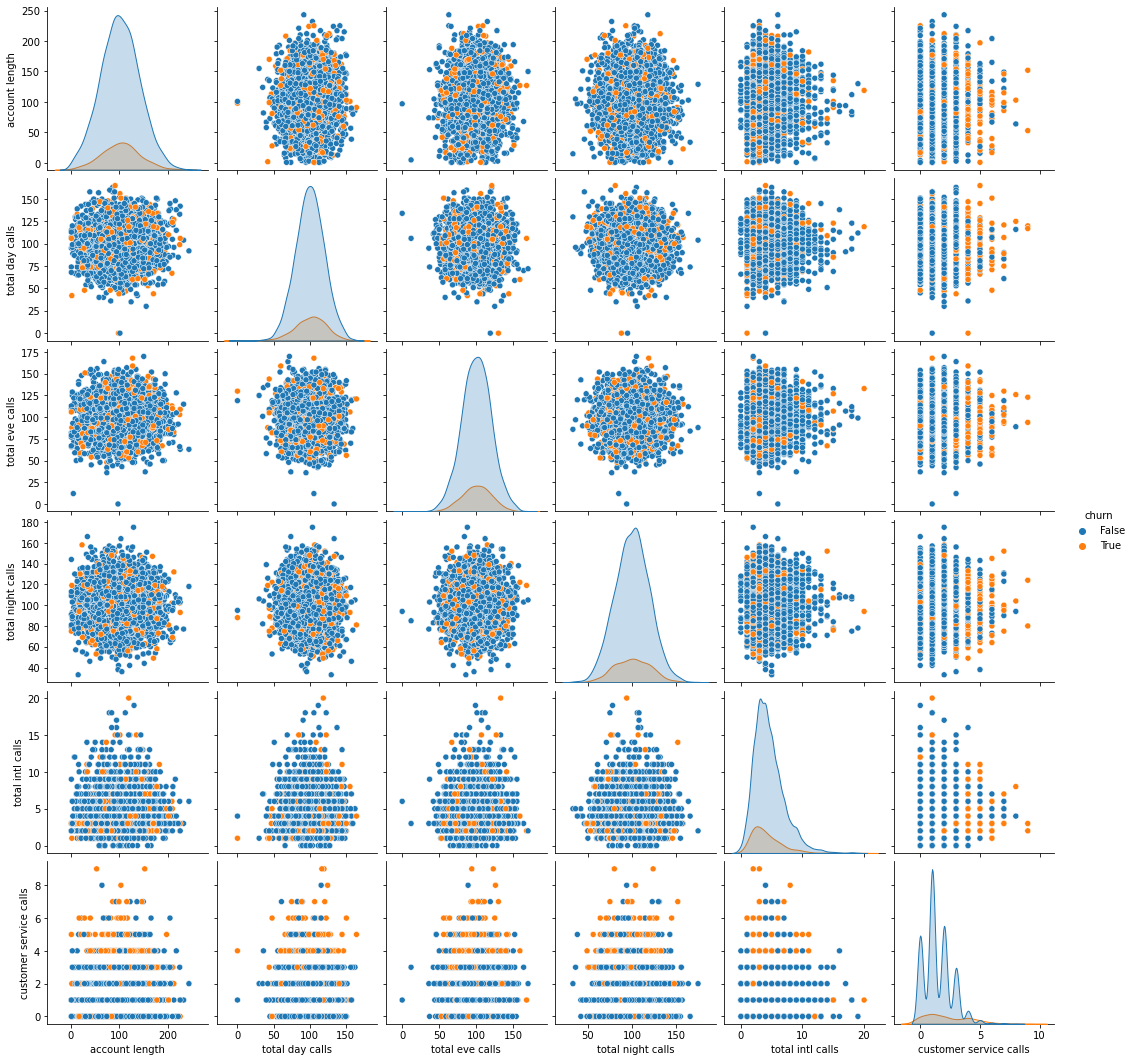 250
200
150
100
50
0
account length
150
125
100
75
50
25
0
total day calls
175
150
125
100
75
50
25
0
total eve calls
churn
False
True
180
160
140
120
100
80
60
40
total night calls
20
15
10
5
0
total intl calls
8
6
4
2
0
customer service calls
0 100 200
50 100 150
0 50 100 150
50 100 150
0 10 20
0 5 10
account length
total day calls
total eve calls
total night calls
total intl calls
customer service calls